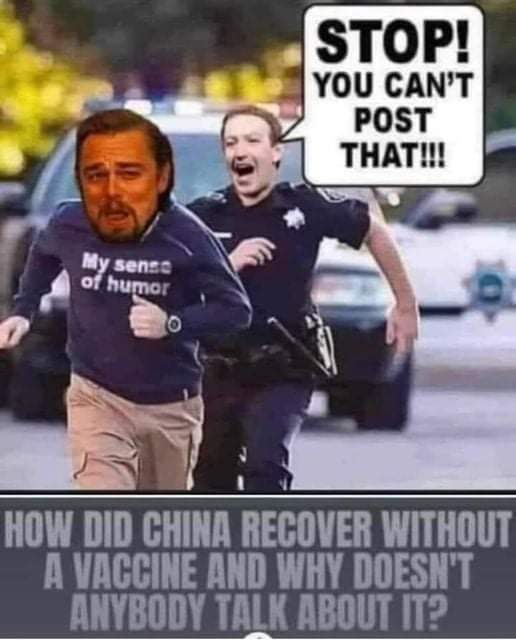 STOP!
YOU CAN'T
POST
THAT!!!
My sense
of humor
HOW DID CHINA RECOVER WITHOUT
A VACCINE AND WHY DOESN'T
ANYBODY TALK ABOUT IT?